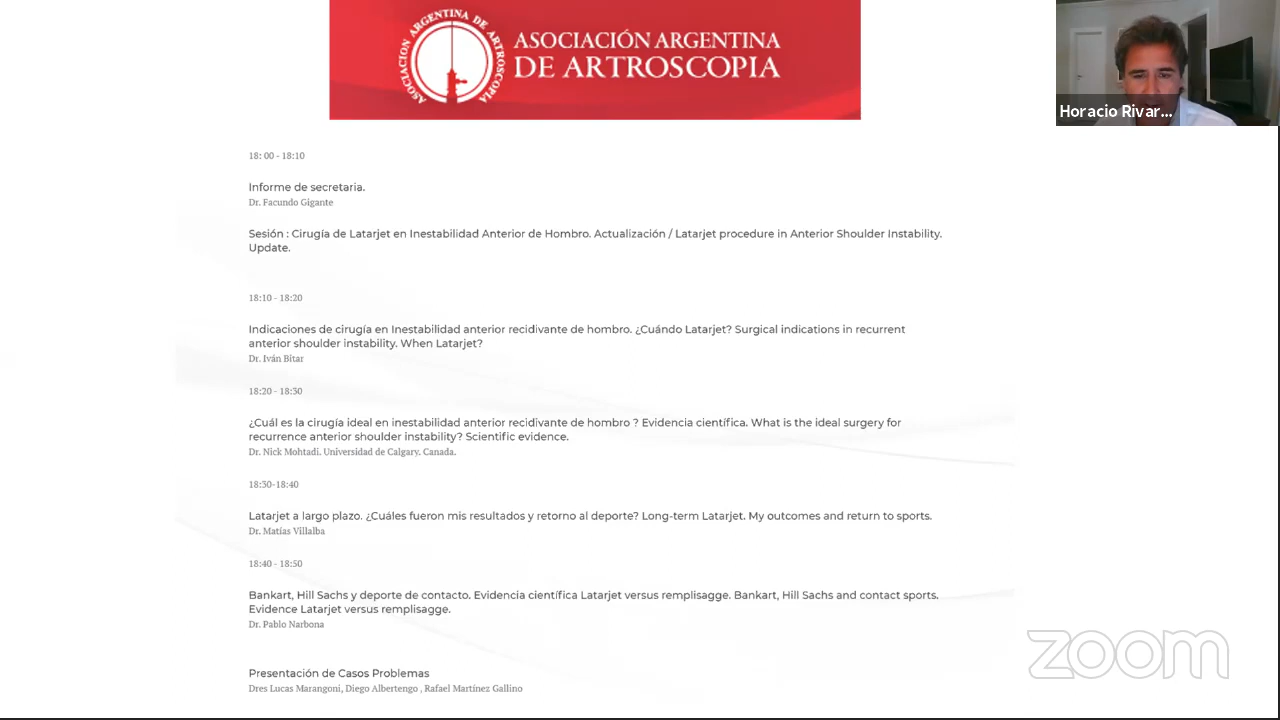 ASOCIACIÓN ARGENTINA DE ARTROSCOPIA
ASOCIACIÓN ARGENTINA
DE ARTROSCOPIA
Horacio Rivar...
18: 00 - 18:10
Informe de secretaria.
Dr. Facundo Gigante
Sesión : Cirugía de Latarjet en Inestabilidad Anterior de Hombro. Actualización / Latarjet procedure in Anterior Shoulder Instability.
Update.
18:10 - 18:20
Indicaciones de cirugía en Inestabilidad anterior recidivante de hombro. ¿Cuándo Latarjet? Surgical indications in recurrent
anterior shoulder instability. When Latarjet?
Dr. Iván Bitar
18:20 - 18:30
¿Cuál es la cirugía ideal en inestabilidad anterior recidivante de hombro ? Evidencia científica. What is the ideal surgery for
recurrence anterior shoulder instability? Scientific evidence.
Dr. Nick Mohtadi. Universidad de Calgary. Canada.
18:30-18:40
Latarjet a largo plazo. ¿Cuáles fueron mis resultados y retorno al deporte? Long-term Latarjet. My outcomes and return to sports.
Dr. Matías Villalba
18:40 - 18:50
Bankart, Hill Sachs y deporte de contacto. Evidencia científica Latarjet versus remplisagge. Bankart, Hill Sachs and contact sports.
Evidence Latarjet versus remplisagge.
Dr. Pablo Narbona
Presentación de Casos Problemas
Dres Lucas Marangoni, Diego Albertengo , Rafael Martínez Gallino
zoom